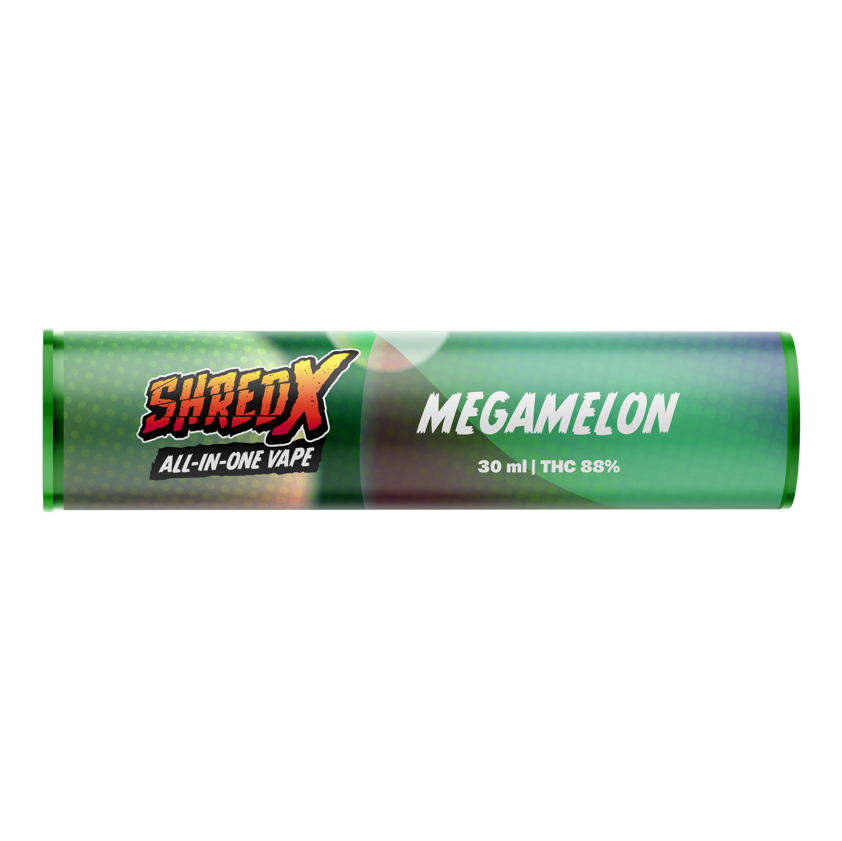 SHREDX
ALL-IN-ONE VAPE
MEGAMELON
30 ml | THC 88%